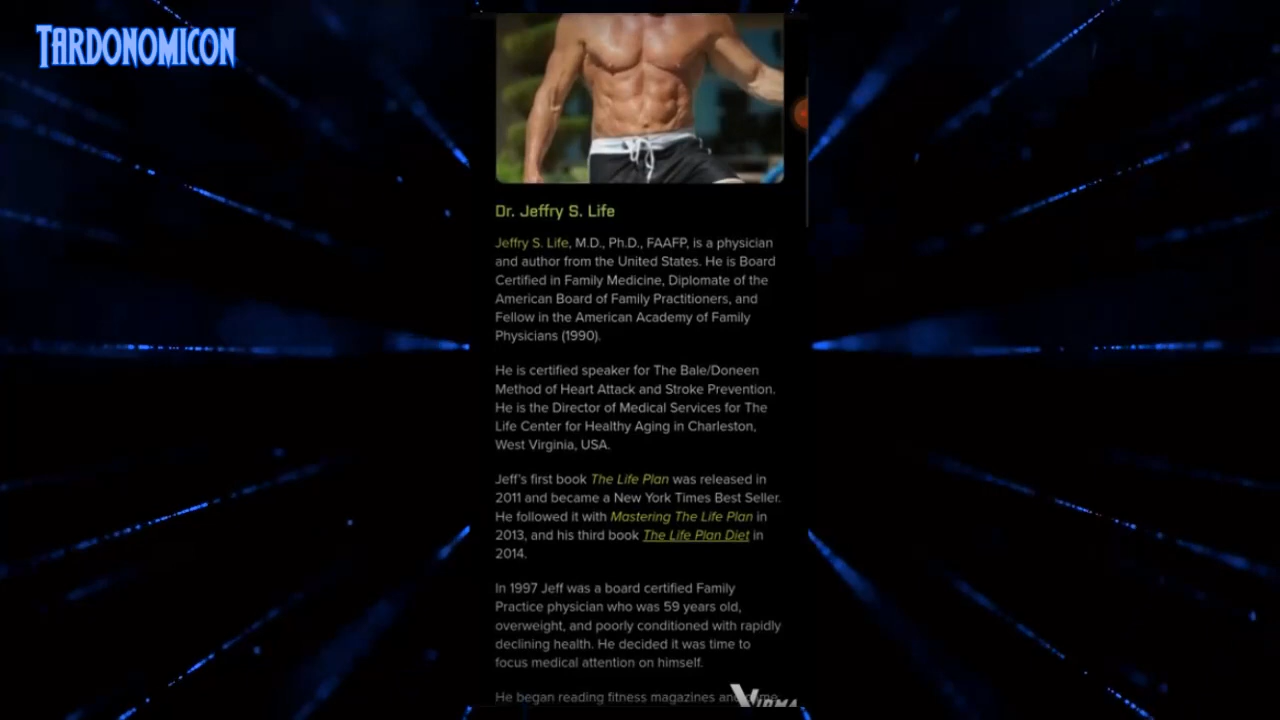 TARDONOMICON
Dr. Jeffry S. Life
Jeffry S. Life, M.D., Ph.D., FAAFP, is a physician
and author from the United States. He is Board
Certified in Family Medicine, Diplomate of the
American Board of Family Practitioners, and
Fellow in the American Academy of Family
Physicians (1990).
He is certified speaker for The Bale/Doneen
Method of Heart Attack and Stroke Prevention.
He is the Director of Medical Services for The
Life Center for Healthy Aging in Charleston,
West Virginia, USA.
Jeff's first book The Life Plan was released in
2011 and became a New York Times Best Seller.
He followed it with Mastering The Life Plan in
2013, and his third book The Life Plan Diet in
2014.
In 1997 Jeff was a board certified Family
Practice physician who was 59 years old,
overweight, and poorly conditioned with rapidly
declining health. He decided it was time to
focus medical attention on himself.
He began reading fitness magazines and